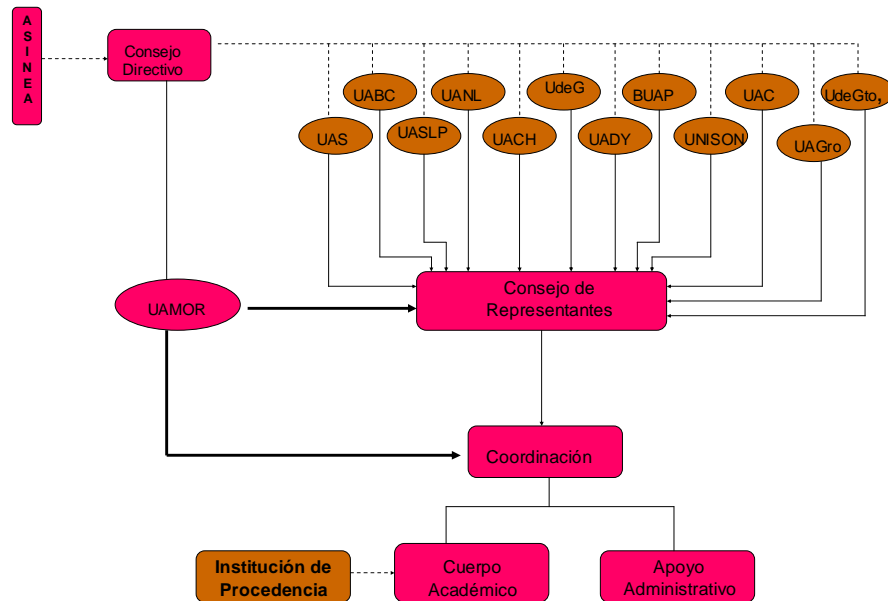 ASINEA
Consejo
Directivo
UABC
UANL
UdeG
BUAP
UAC
UdeGto,
UAS
UASLP
UACH
UADY
UNISON
UAGro
UAMOR
Consejo de
Representantes
Coordinación
Institución de
Procedencia
Cuerpo
Académico
Apoyo
Administrativo